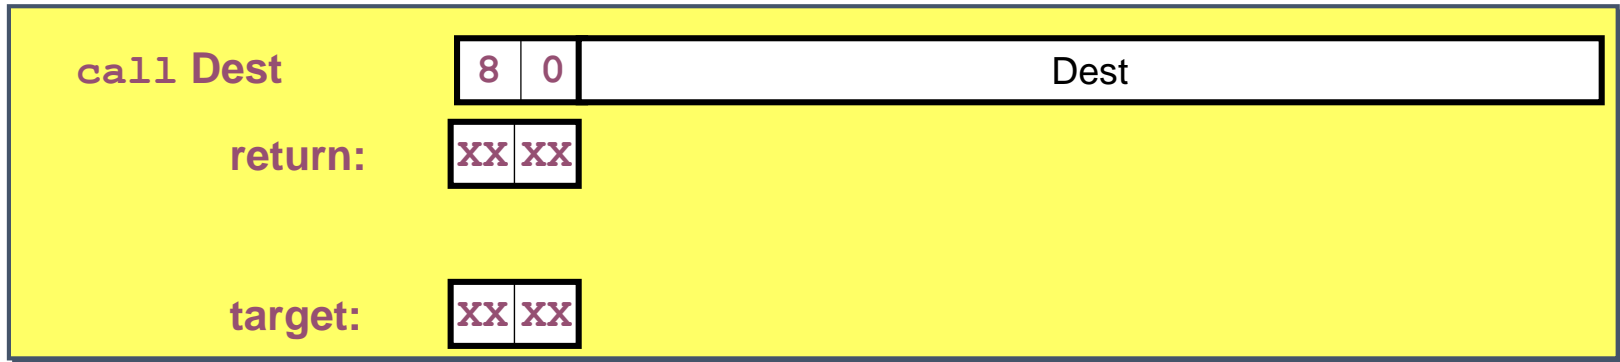 call Dest 8 0 Dest
return: XX XX
target: XX XX